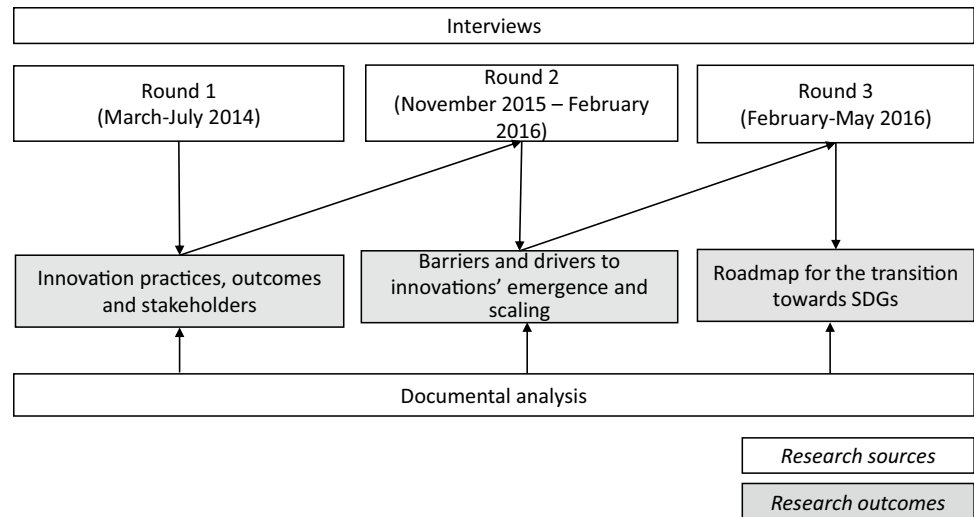 Interviews
Round 1
(March-July 2014)
Round 2
(November 2015 – February
2016)
Round 3
(February-May 2016)
Innovation practices, outcomes
and stakeholders
Barriers and drivers to
innovations’ emergence and
scaling
Roadmap for the transition
towards SDGs
Documental analysis
Research sources
Research outcomes